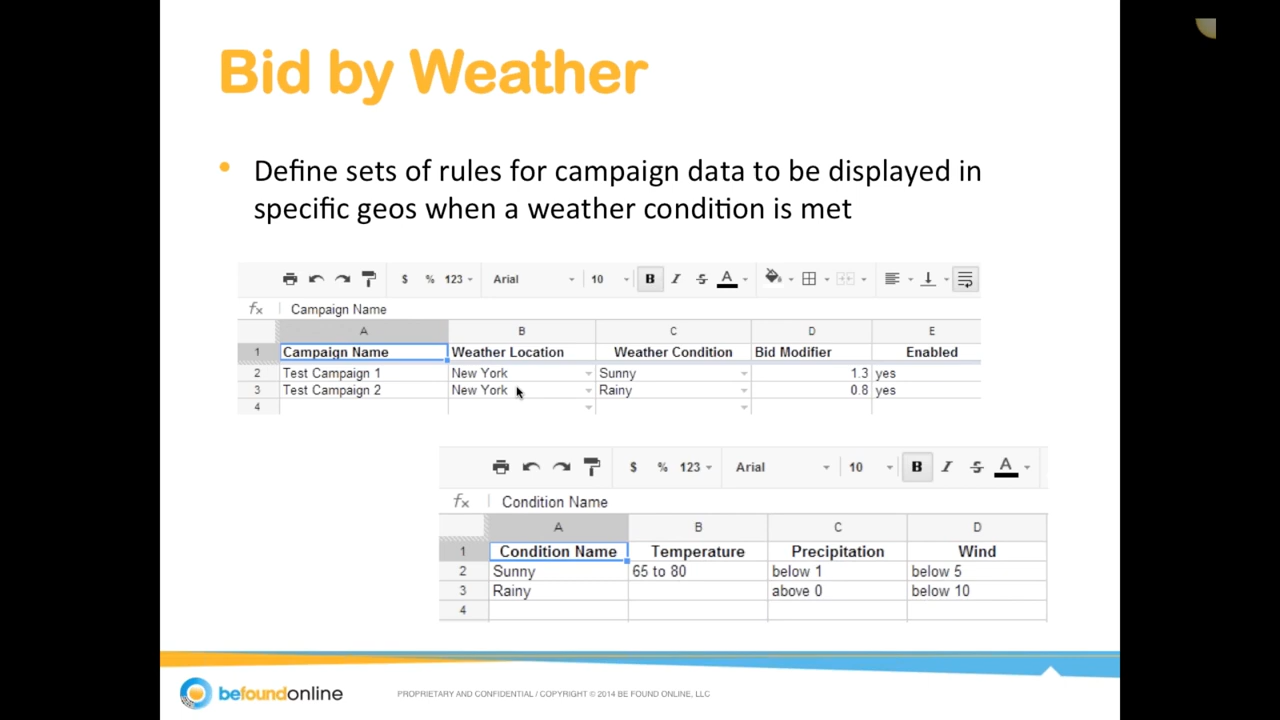 Bid by Weather
• Define sets of rules for campaign data to be displayed in
specific geos when a weather condition is met
$ % 123 Arial 10 B I S A
fx Campaign Name
A B C D E
1 Campaign Name Weather Location Weather Condition Bid Modifier Enabled
2 Test Campaign 1 New York Sunny 1.3 yes
3 Test Campaign 2 New York Rainy 0.8 yes
4
$ % 123 Arial 10 B I S A
fx Condition Name
A B C D
1 Condition Name Temperature Precipitation Wind
2 Sunny 65 to 80 below 1 below 5
3 Rainy above 0 below 10
4
befoundonline PROPRIETARY AND CONFIDENTIAL / COPYRIGHT © 2014 BE FOUND ONLINE, LLC